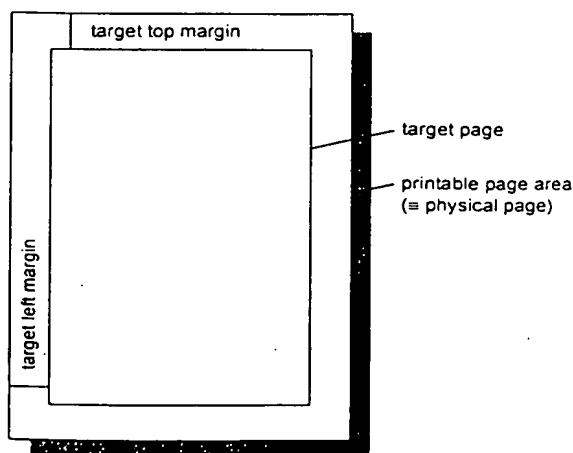 target top margin
target page
printable page area
(≡ physical page)
target left margin